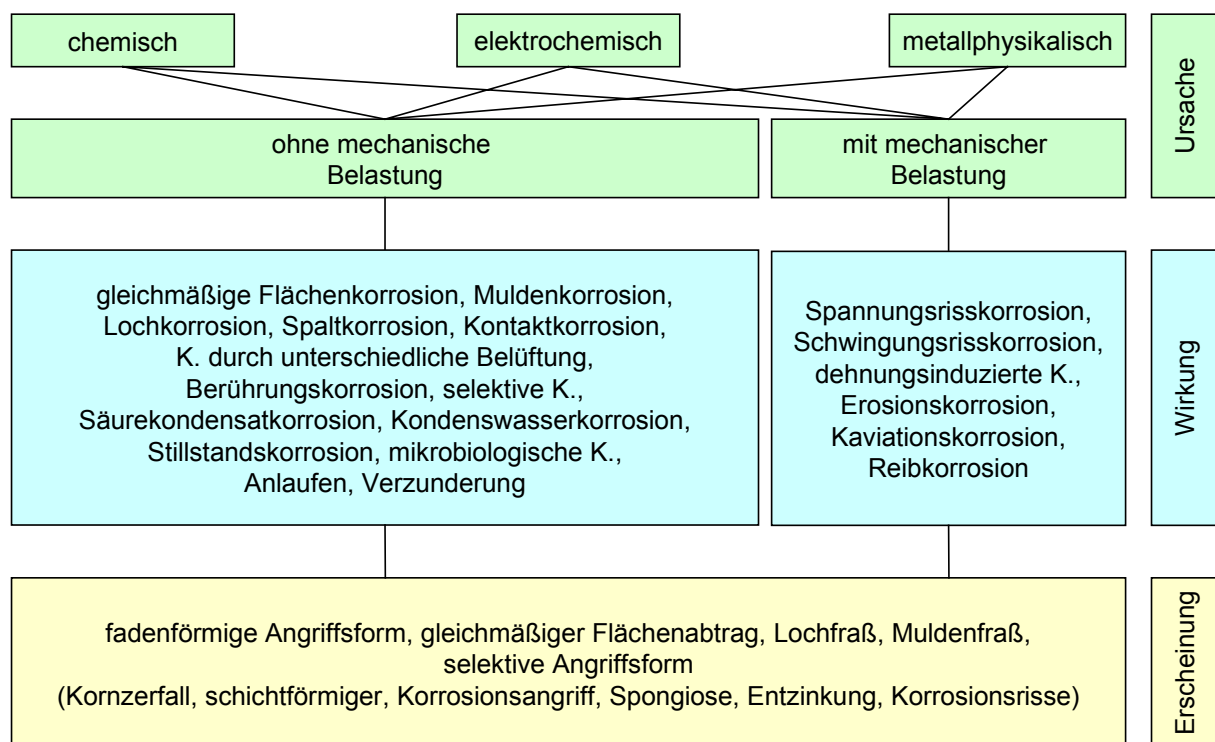 chemisch
elektrochemisch
metallphysikalisch
Ursache
ohne mechanische
Belastung
mit mechanischer
Belastung
gleichmäßige Flächenkorrosion, Muldenkorrosion,
Lochkorrosion, Spaltkorrosion, Kontaktkorrosion,
K. durch unterschiedliche Belüftung,
Berührungskorrosion, selektive K.,
Säurekondensatkorrosion, Kondenswasserkorrosion,
Stillstandskorrosion, mikrobiologische K.,
Anlaufen, Verzunderung
Spannungsrisskorrosion,
Schwingungsrisskorrosion,
dehnungsinduzierte K.,
Erosionskorrosion,
Kaviationskorrosion,
Reibkorrosion
Wirkung
fadenförmige Angriffsform, gleichmäßiger Flächenabtrag, Lochfraß, Muldenfraß,
selektive Angriffsform
(Kornzerfall, schichtförmiger, Korrosionsangriff, Spongiose, Entzinkung, Korrosionsrisse)
Erscheinung